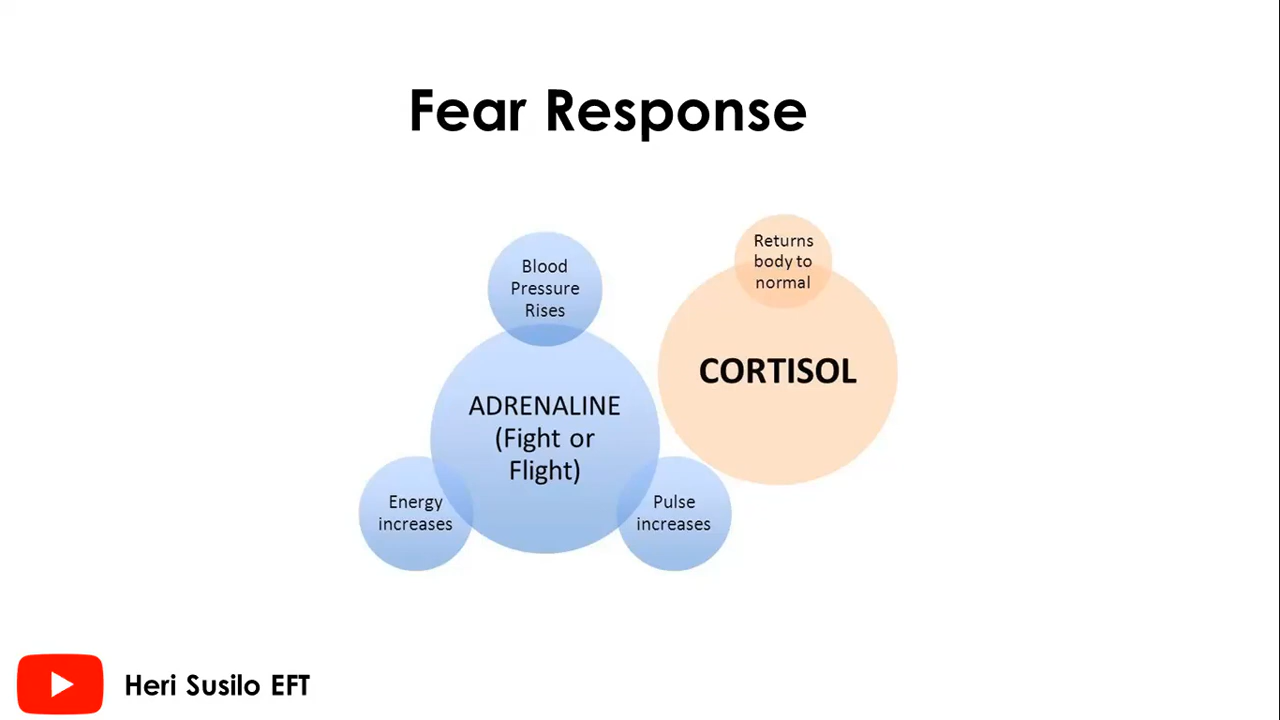 Fear Response
Blood
Pressure
Rises
ADRENALINE
(Fight or
Flight)
Energy
increases
Pulse
increases
Returns
body to
normal
CORTISOL
Heri Susilo EFT